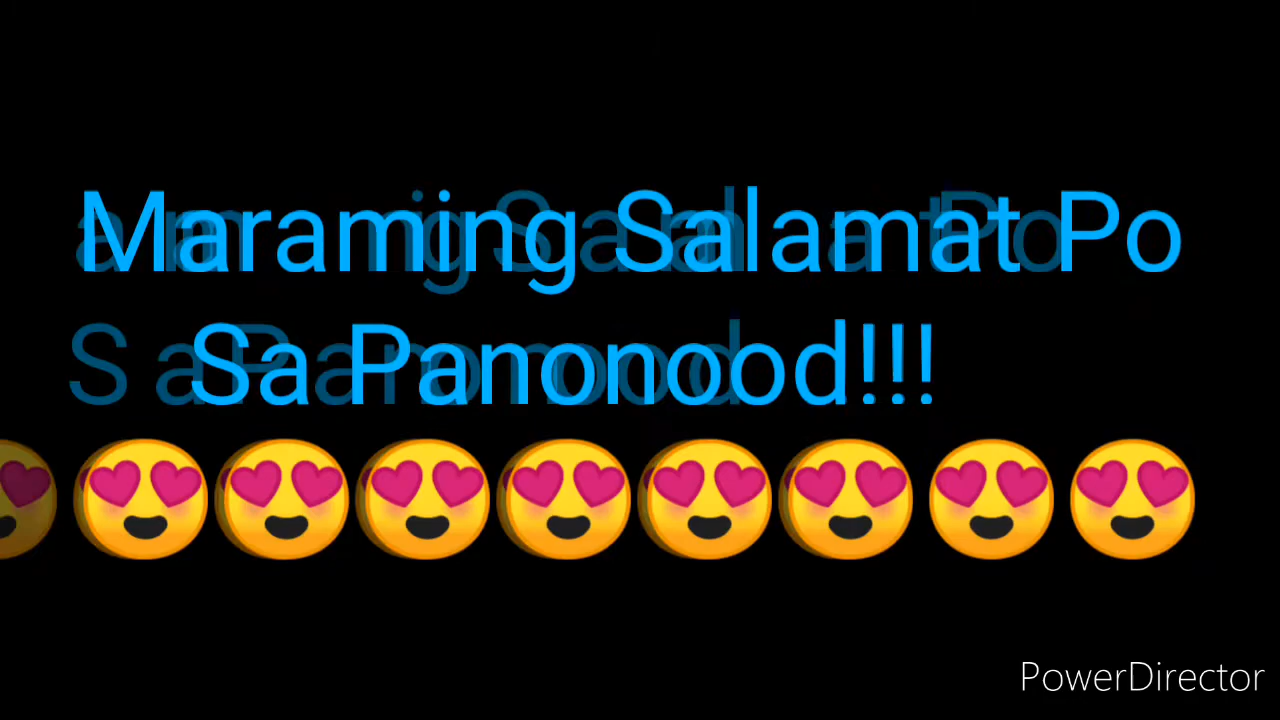 Maraming Salamat Po
Sa Panonood!!!
😍😍😍😍😍😍😍😍
PowerDirector